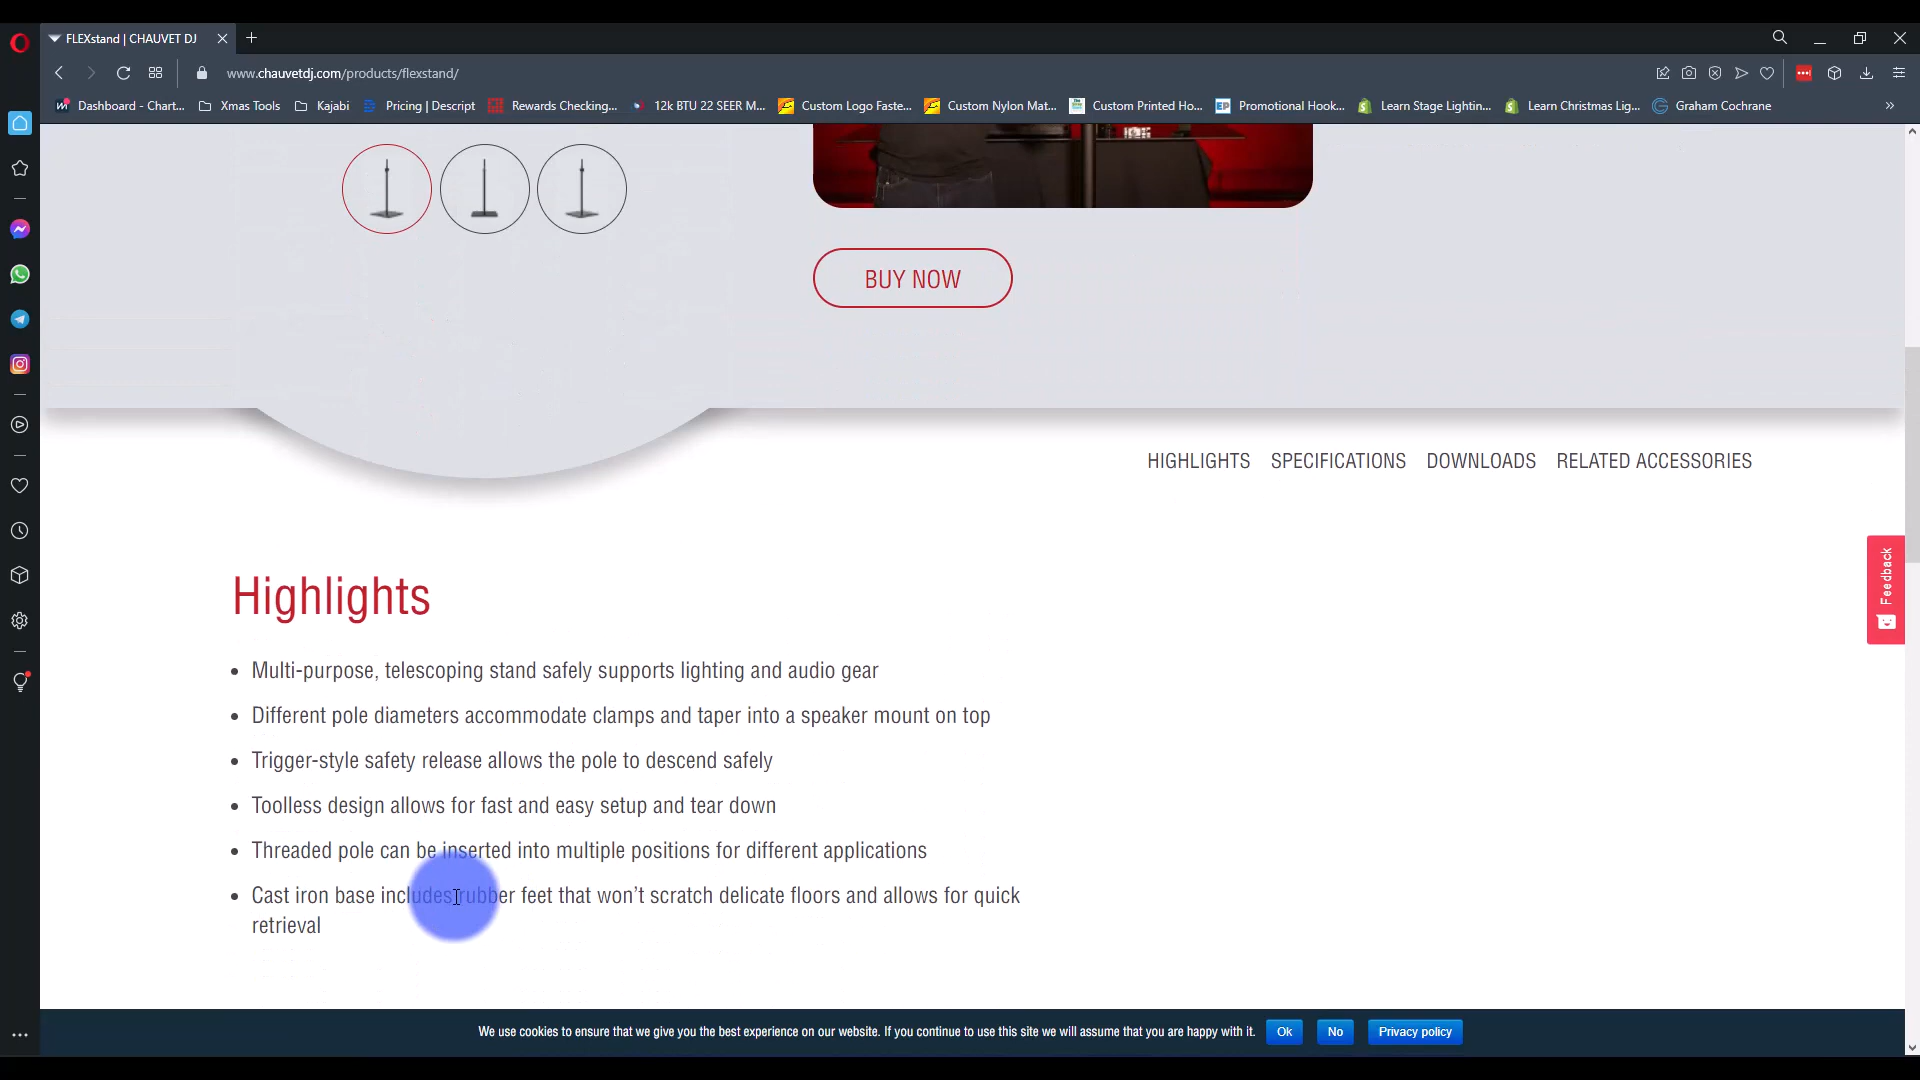 FLEXstand | CHAUVET DJ
www.chauvetdj.com/products/flexstand/
Dashboard - Chart... Xmas Tools Kajabi Pricing | Descript Rewards Checking,... 12k BTU 22 SEER M... Custom Logo Faste... Custom Nylon Mat... Custom Printed Ho... EP Promotional Hook... Learn Stage Lightin... Learn Christmas Lig... Graham Cochrane
BUY NOW
HIGHLIGHTS SPECIFICATIONS DOWNLOADS RELATED ACCESSORIES
Feedback
Highlights
• Multi-purpose, telescoping stand safely supports lighting and audio gear
• Different pole diameters accommodate clamps and taper into a speaker mount on top
• Trigger-style safety release allows the pole to descend safely
• Toolless design allows for fast and easy setup and tear down
• Threaded pole can be inserted into multiple positions for different applications
• Cast iron base includes rubber feet that won’t scratch delicate floors and allows for quick
retrieval
We use cookies to ensure that we give you the best experience on our website. If you continue to use this site we will assume that you are happy with it. Ok No Privacy policy